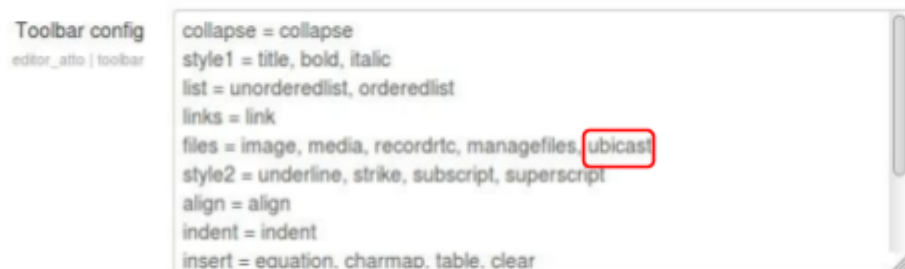 Toolbar config
editor_atto | toolbar
collapse = collapse
style1 = title, bold, italic
list = unorderedlist, orderedlist
links = link
files = image, media, recordrtc, managefiles, ubicast
style2 = underline, strike, subscript, superscript
align = align
indent = indent
insert = equation, charmap, table, clear